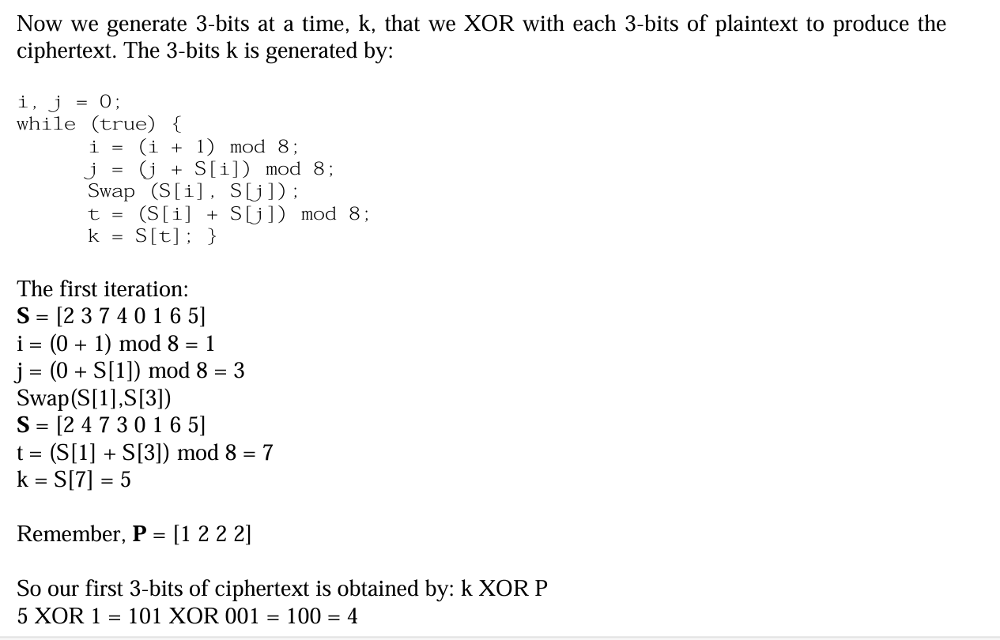 Now we generate 3-bits at a time, k, that we XOR with each 3-bits of plaintext to produce the
ciphertext. The 3-bits k is generated by:
i, j = 0;
while (true) {
i = (i + 1) mod 8;
j = (j + S[i]) mod 8;
Swap (S[i], S[j]);
t = (S[i] + S[j]) mod 8;
k = S[t]; }
The first iteration:
S = [2 3 7 4 0 1 6 5]
i = (0 + 1) mod 8 = 1
j = (0 + S[1]) mod 8 = 3
Swap(S[1],S[3])
S = [2 4 7 3 0 1 6 5]
t = (S[1] + S[3]) mod 8 = 7
k = S[7] = 5
Remember, P = [1 2 2 2]
So our first 3-bits of ciphertext is obtained by: k XOR P
5 XOR 1 = 101 XOR 001 = 100 = 4